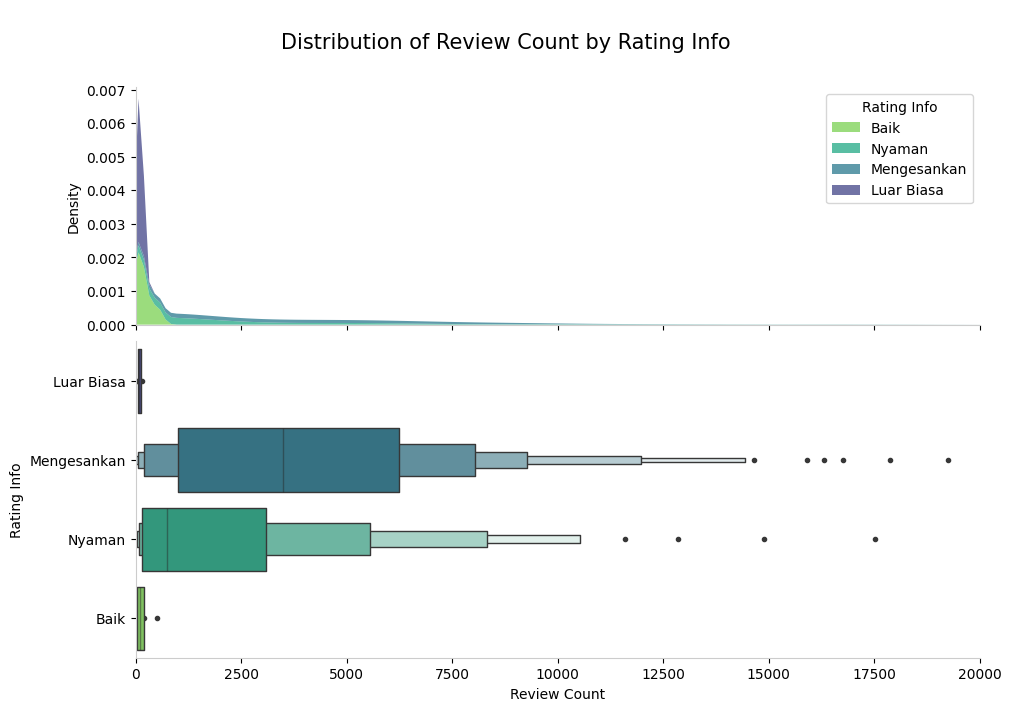 Distribution of Review Count by Rating Info
0.007
0.006
0.005
0.004
0.003
0.002
0.001
0.000
Density
Rating Info
Baik
Nyaman
Mengesankan
Luar Biasa
Luar Biasa
Mengesankan
Nyaman
Baik
Rating Info
0 2500 5000 7500 10000 12500 15000 17500 20000
Review Count